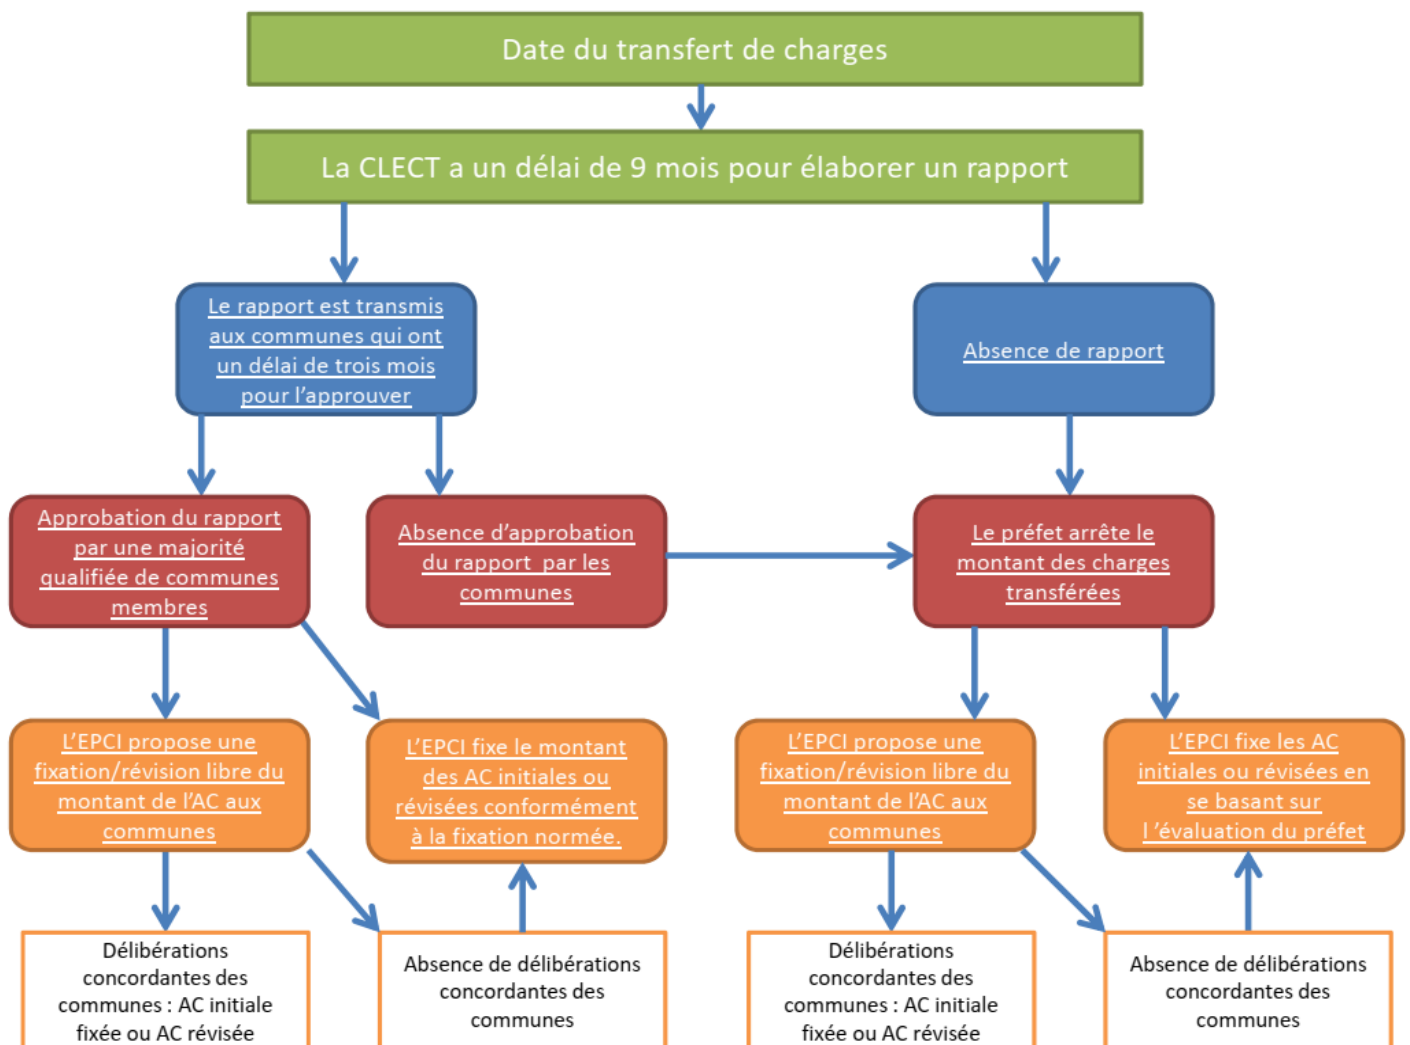 Date du transfert de charges
La CLECT a un délai de 9 mois pour élaborer un rapport
Le rapport est transmis
aux communes qui ont
un délai de trois mois
pour l'approuver
Absence de rapport
Approbation du rapport
par une majorité
qualifiée de communes
membres
Absence d'approbation
du rapport par les
communes
Le préfet arrête le
montant des charges
transférées
L'EPCI propose une
fixation/révision libre du
montant de l'AC aux
communes
L'EPCI fixe le montant
des AC initiales ou
révisées conformément
à la fixation normée.
L'EPCI propose une
fixation/révision libre du
montant de l'AC aux
communes
L'EPCI fixe les AC
initiales ou révisées en
se basant sur
l 'évaluation du préfet
Délibérations
concordantes des
communes : AC initiale
fixée ou AC révisée
Absence de délibérations
concordantes des
communes
Délibérations
concordantes des
communes : AC initiale
fixée ou AC révisée
Absence de délibérations
concordantes des
communes